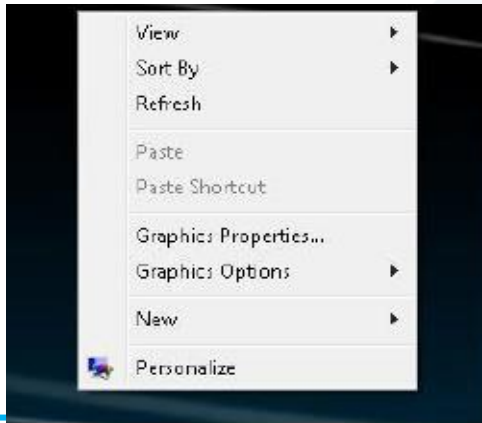 View
Sort By
Refresh
Paste
Paste Shortcut
Graphics Properties...
Graphics Options
New
Personalize